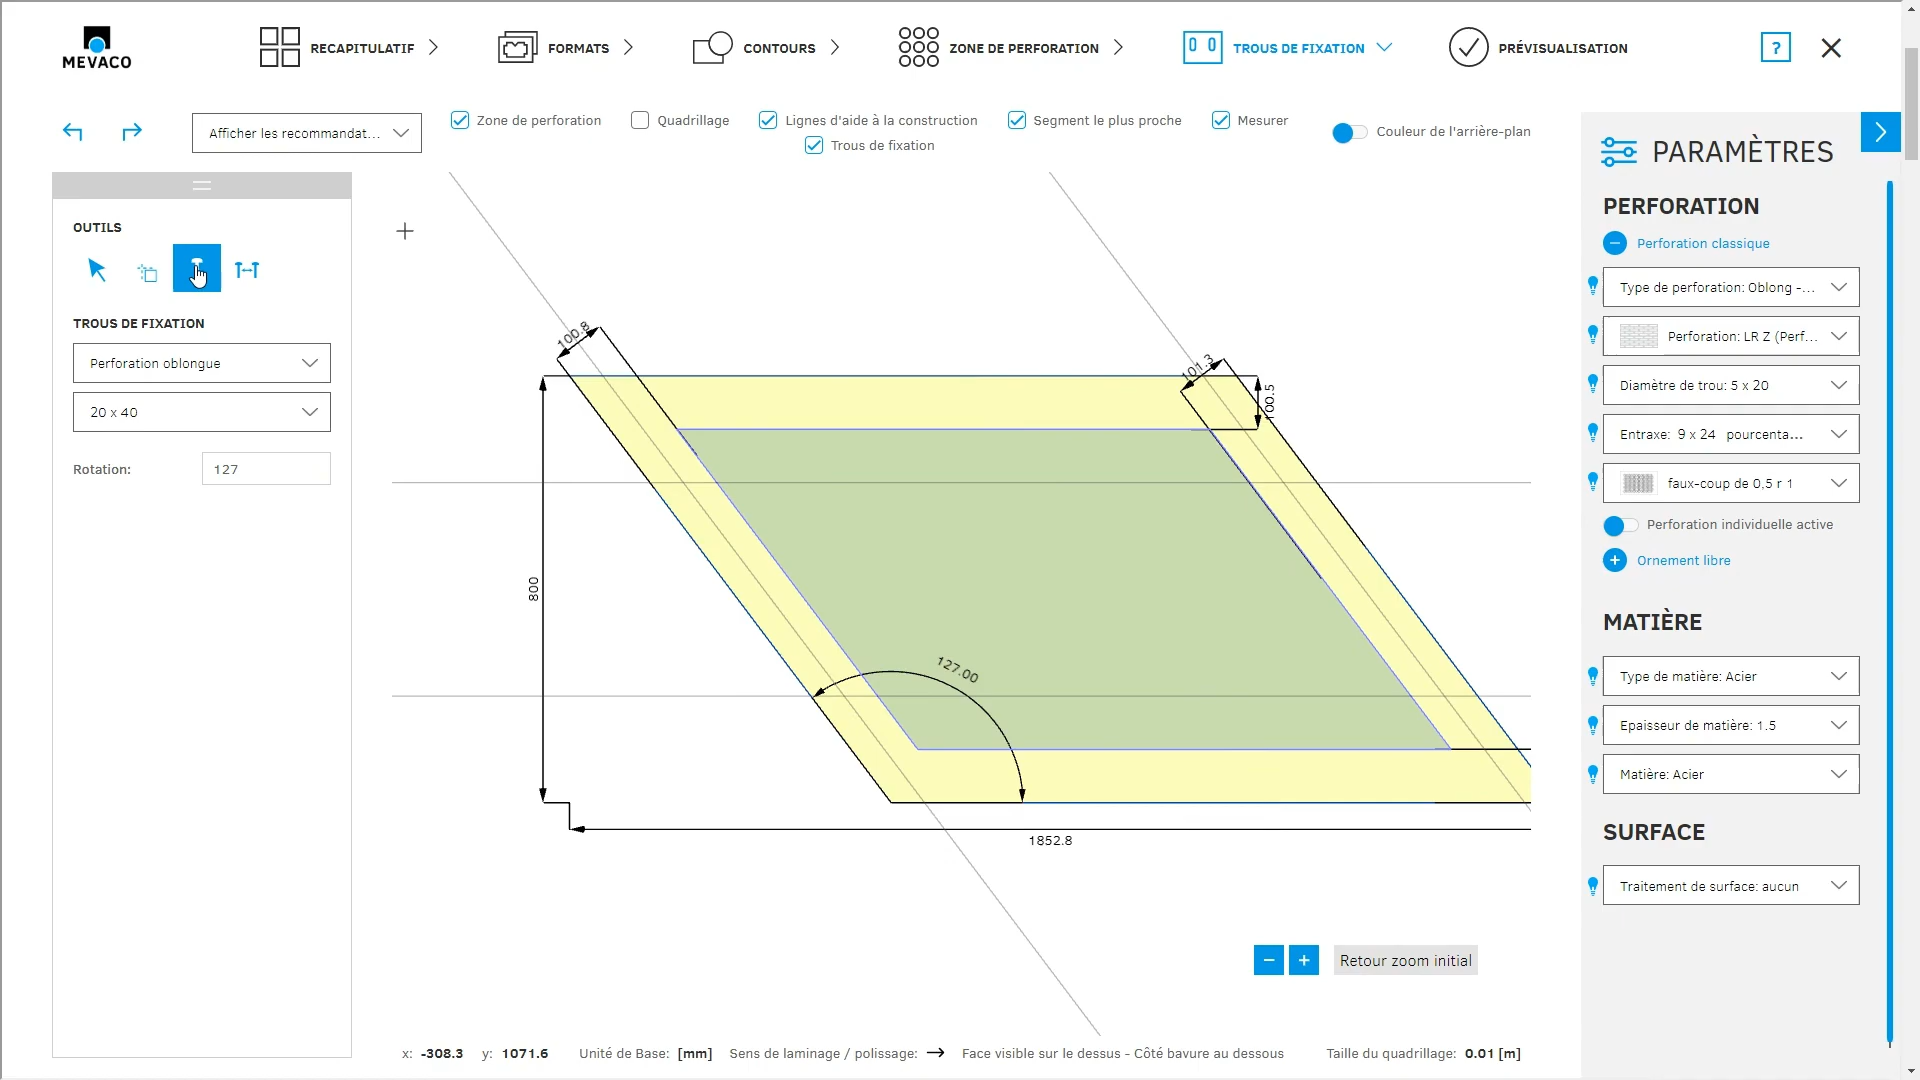 MEVACO
RECAPITULATIF
FORMATS
CONTOURS
ZONE DE PERFORATION
TROUS DE FIXATION
PRÉVISUALISATION
?
Afficher les recommandat...
Zone de perforation
Quadrillage
Lignes d'aide à la construction
Segment le plus proche
Mesurer
Trous de fixation
Couleur de l'arrière-plan
OUTILS
TROUS DE FIXATION
Perforation oblongue
20 x 40
Rotation: 127
100.8
101.3
100.5
800
127.00
1852.8
Retour zoom initial
x: -308.3 y: 1071.6 Unité de Base: [mm] Sens de laminage / polissage: → Face visible sur le dessus - Côté bavure au dessous Taille du quadrillage: 0.01 [m]
PARAMÈTRES
PERFORATION
Perforation classique
Type de perforation: Oblong -...
Perforation: LR Z (Perf...
Diamètre de trou: 5 x 20
Entraxe: 9 x 24 pourcenta...
faux-coup de 0,5 r 1
Perforation individuelle active
Ornement libre
MATIÈRE
Type de matière: Acier
Epaisseur de matière: 1.5
Matière: Acier
SURFACE
Traitement de surface: aucun